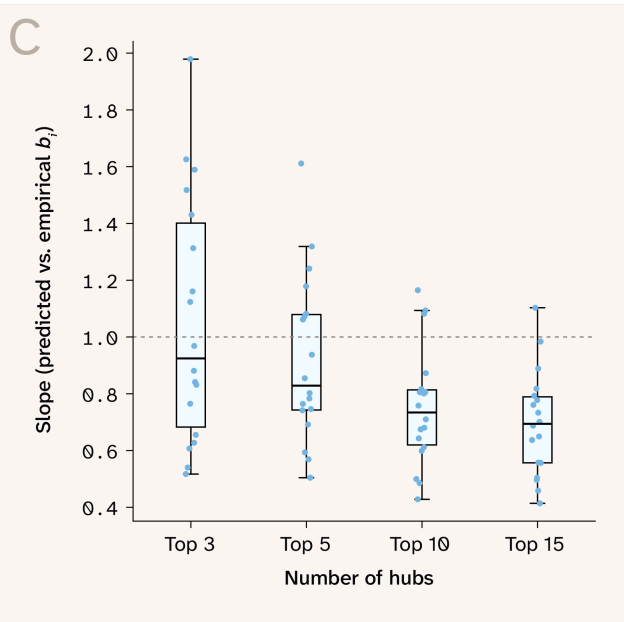 C
Slope (predicted vs. empirical bᵢ)
2.0
1.8
1.6
1.4
1.2
1.0
0.8
0.6
0.4
Top 3 Top 5 Top 10 Top 15
Number of hubs